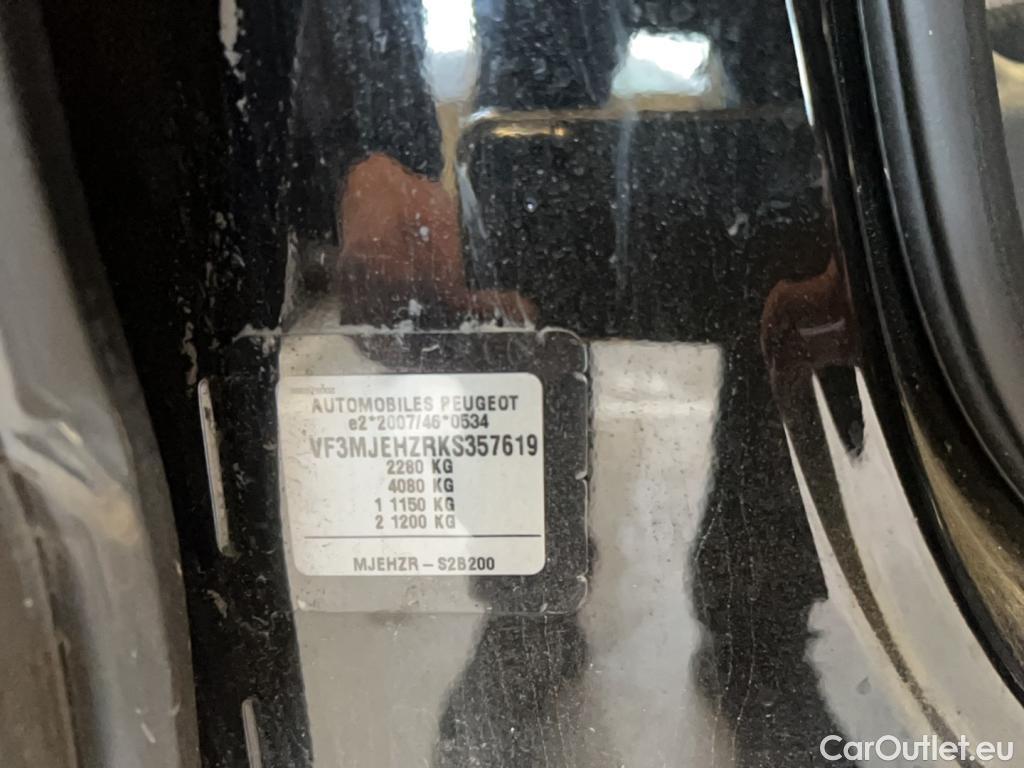 AUTOMOBILES PEUGEOT
e2*2007/46*0534
VF3MJEHZRKS357619
2280 KG
4080 KG
1 1150 KG
2 1200 KG
MJEHZR – S2B200
CarOutlet.eu